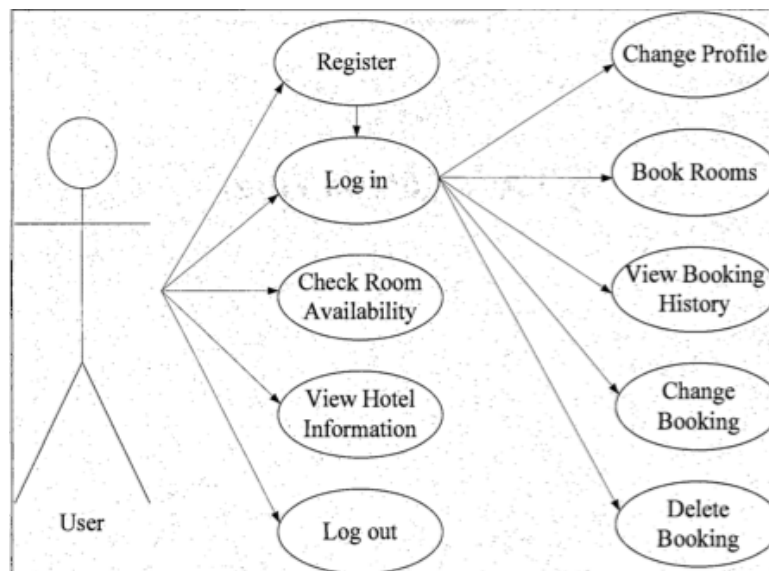 Register
Log in
Check Room
Availability
View Hotel
Information
Log out
User
Change Profile
Book Rooms
View Booking
History
Change
Booking
Delete
Booking